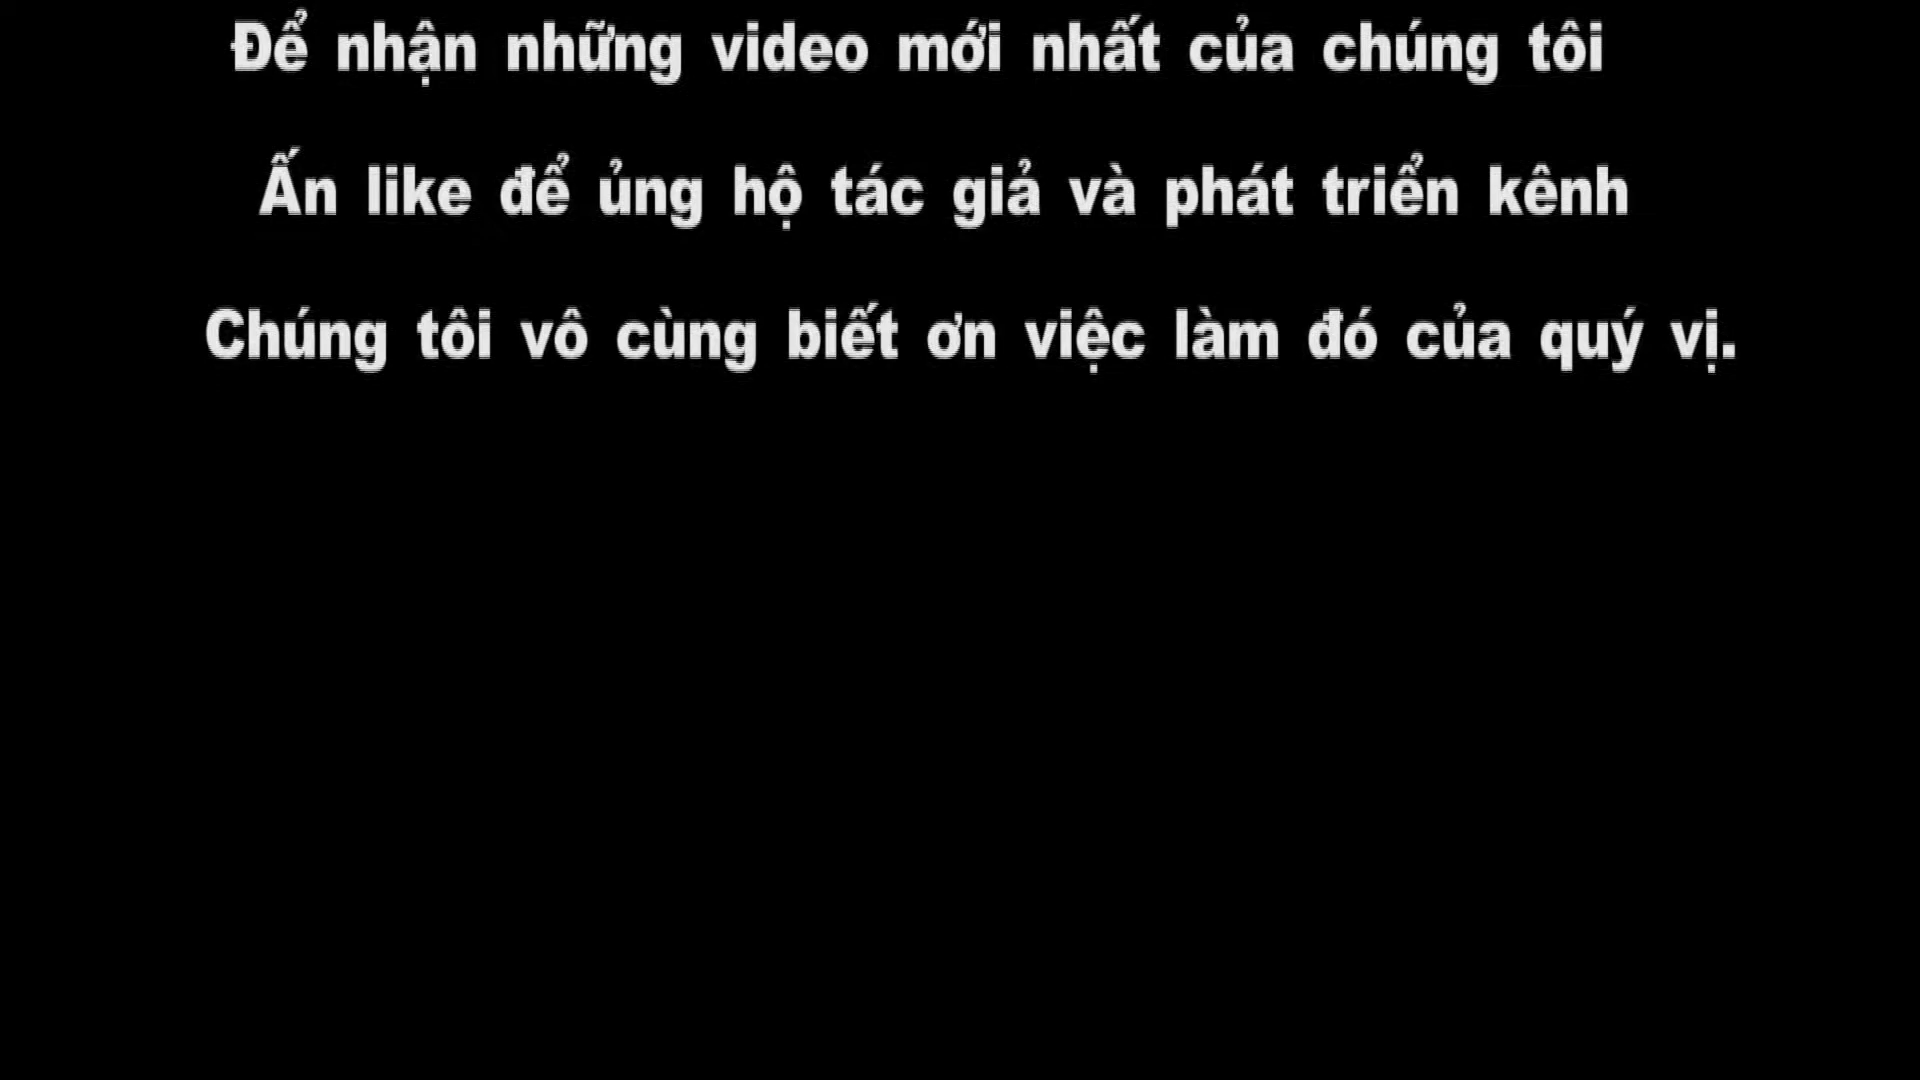 Để nhận những video mới nhất của chúng tôi
Ấn like để ủng hộ tác giả và phát triển kênh
Chúng tôi vô cùng biết ơn việc làm đó của quý vị.